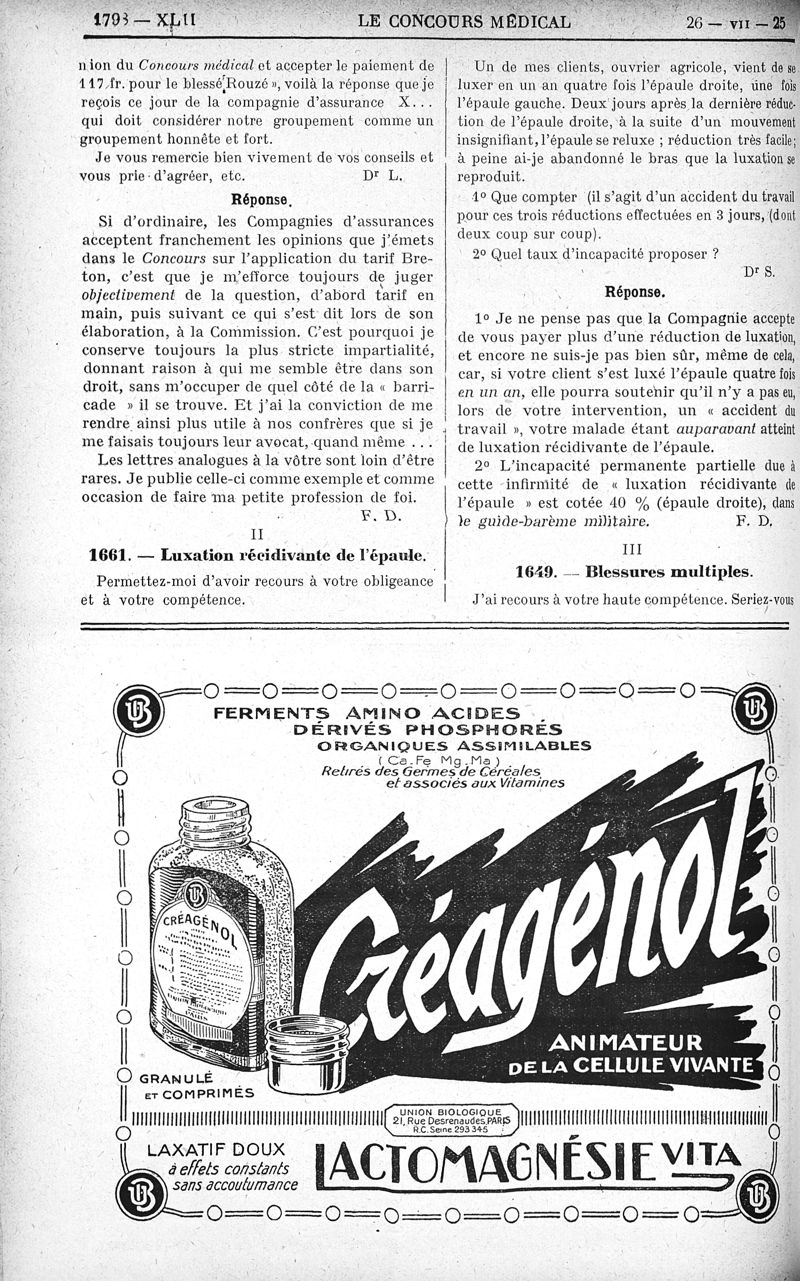 1798 — XLII
LE CONCOURS MÉDICAL
26 — VII — 25
nion du Concours médical et accepter le paiement de
117 fr. pour le blessé Rouzé », voilà la réponse que je
reçois ce jour de la compagnie d'assurance X...
qui doit considérer notre groupement comme un
groupement honnête et fort.
Je vous remercie bien vivement de vos conseils et
vous prie d'agréer, etc. Dr L.
Réponse.
Si d'ordinaire, les Compagnies d'assurances
acceptent franchement les opinions que j'émets
dans le Concours sur l'application du tarif Bre-
ton, c'est que je m'efforce toujours de juger
objectivement de la question, d'abord tarif en
main, puis suivant ce qui s'est dit lors de son
élaboration, à la Commission. C'est pourquoi je
conserve toujours la plus stricte impartialité,
donnant raison à qui me semble être dans son
droit, sans m'occuper de quel côté de la « barri-
cade » il se trouve. Et j'ai la conviction de me
rendre ainsi plus utile à nos confrères que si je
me faisais toujours leur avocat, quand même ...
Les lettres analogues à la vôtre sont loin d'être
rares. Je publie celle-ci comme exemple et comme
occasion de faire ma petite profession de foi.
F. D.
II
1661. — Luxation récidivante de l'épaule.
Permettez-moi d'avoir recours à votre obligeance
et à votre compétence.
Un de mes clients, ouvrier agricole, vient de se
luxer en un an quatre fois l'épaule droite, une fois
l'épaule gauche. Deux jours après la dernière réduc-
tion de l'épaule droite, à la suite d'un mouvement
insignifiant, l'épaule se reluxe ; réduction très facile;
à peine ai-je abandonné le bras que la luxation se
reproduit.
1o Que compter (il s'agit d'un accident du travail
pour ces trois réductions effectuées en 3 jours, (dont
deux coup sur coup).
2o Quel taux d'incapacité proposer ?
Dr S.
Réponse.
1o Je ne pense pas que la Compagnie accepte
de vous payer plus d'une réduction de luxation,
et encore ne suis-je pas bien sûr, même de cela,
car, si votre client s'est luxé l'épaule quatre fois
en un an, elle pourra soutenir qu'il n'y a pas eu,
lors de votre intervention, un « accident du
travail », votre malade étant auparavant atteint
de luxation récidivante de l'épaule.
2o L'incapacité permanente partielle due à
cette infirmité de « luxation récidivante de
l'épaule » est cotée 40 % (épaule droite), dans
le guide-barème militaire. F. D.
III
1649. — Blessures multiples.
J'ai recours à votre haute compétence. Seriez-vous
FERMENTS AMINO ACIDES
DÉRIVÉS PHOSPHORÉS
ORGANIQUES ASSIMILABLES
( Ca. Fe Mg. Ma )
Retirés des Germes de Céréales
et associés aux Vitamines
CRÉAGÉNOL
Créagénol
ANIMATEUR
DE LA CELLULE VIVANTE
GRANULÉ
ET COMPRIMÉS
UNION BIOLOGIQUE
21, Rue Desrenaudes, PARIS
R.C. Seine 293345
LAXATIF DOUX
à effets constants
sans accoutumance
LACTOMAGNÉSIE VITA